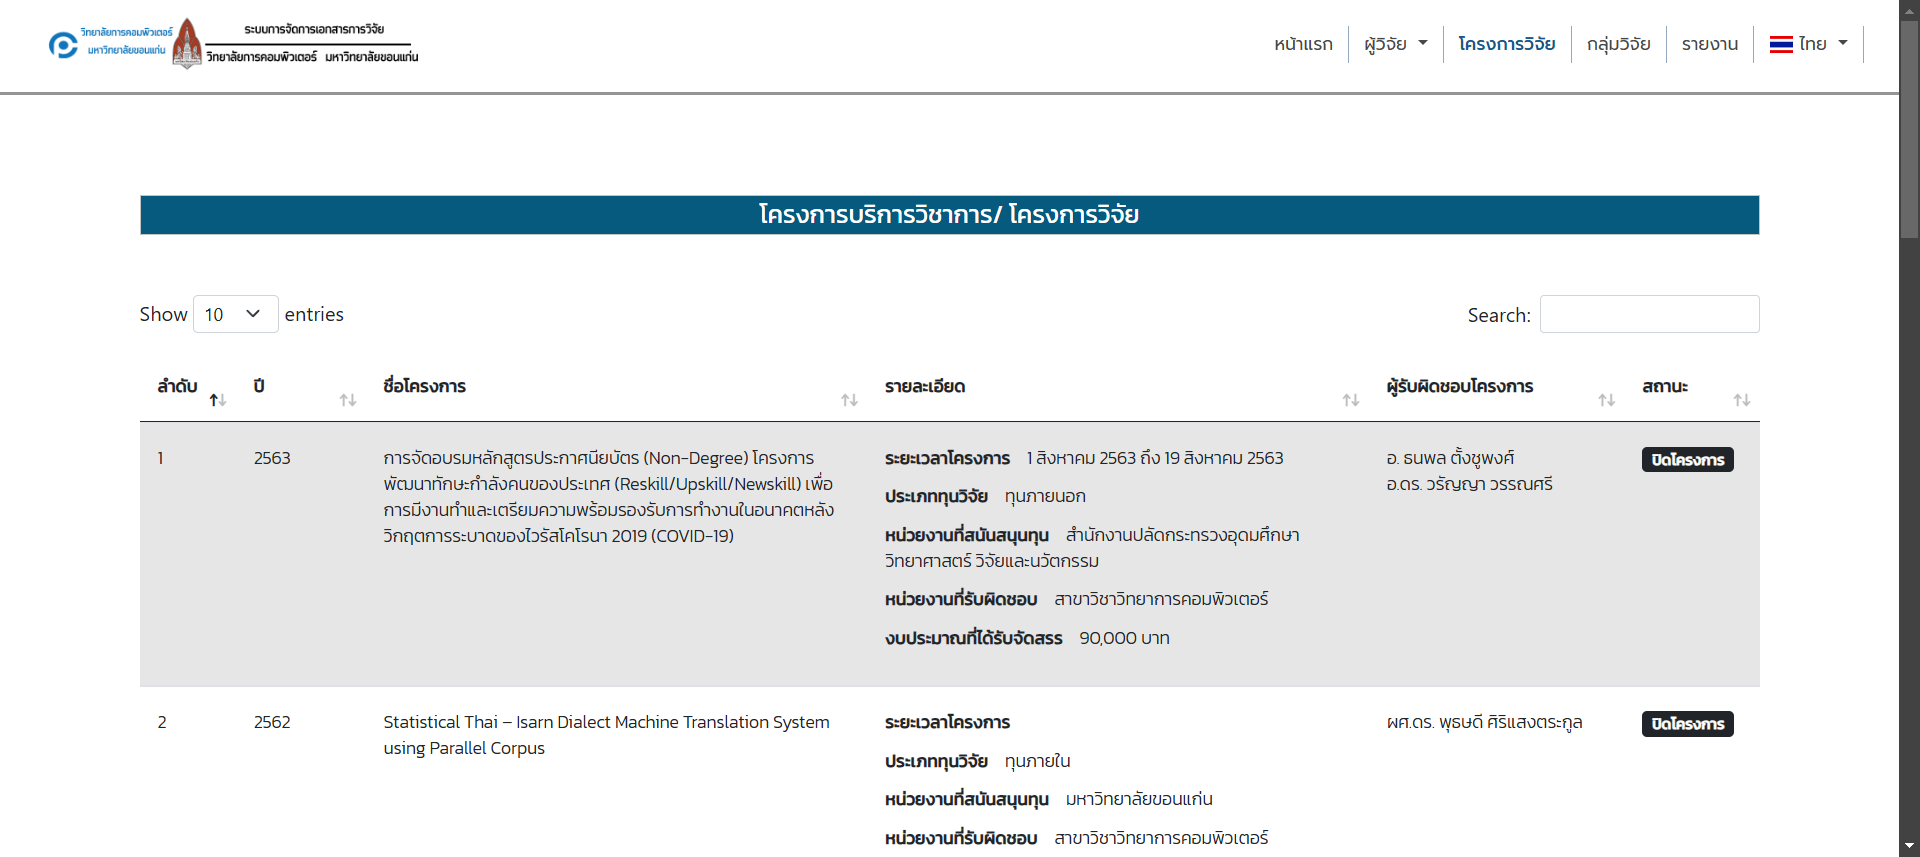 วิทยาลัยการคอมพิวเตอร์
มหาวิทยาลัยขอนแก่น
ระบบการจัดการเอกสารการวิจัย
วิทยาลัยการคอมพิวเตอร์ มหาวิทยาลัยขอนแก่น
หน้าแรก ผู้วิจัย โครงการวิจัย กลุ่มวิจัย รายงาน ไทย
โครงการบริการวิชาการ/ โครงการวิจัย
Show 10 entries Search:
ลำดับ ปี ชื่อโครงการ รายละเอียด ผู้รับผิดชอบโครงการ สถานะ
1 2563
การจัดอบรมหลักสูตรประกาศนียบัตร (Non-Degree) โครงการ
พัฒนาทักษะกำลังคนของประเทศ (Reskill/Upskill/Newskill) เพื่อ
การมีงานทำและเตรียมความพร้อมรองรับการทำงานในอนาคตหลัง
วิกฤตการระบาดของไวรัสโคโรนา 2019 (COVID-19)
ระยะเวลาโครงการ 1 สิงหาคม 2563 ถึง 19 สิงหาคม 2563
ประเภททุนวิจัย ทุนภายนอก
หน่วยงานที่สนันสนุนทุน สำนักงานปลัดกระทรวงอุดมศึกษา
วิทยาศาสตร์ วิจัยและนวัตกรรม
หน่วยงานที่รับผิดชอบ สาขาวิชาวิทยาการคอมพิวเตอร์
งบประมาณที่ได้รับจัดสรร 90,000 บาท
อ. ธนพล ตั้งชูพงศ์
อ.ดร. วรัญญา วรรณศรี
ปิดโครงการ
2 2562
Statistical Thai – Isarn Dialect Machine Translation System
using Parallel Corpus
ระยะเวลาโครงการ
ประเภททุนวิจัย ทุนภายใน
หน่วยงานที่สนันสนุนทุน มหาวิทยาลัยขอนแก่น
หน่วยงานที่รับผิดชอบ สาขาวิชาวิทยาการคอมพิวเตอร์
ผศ.ดร. พุธษดี ศิริแสงตระกูล
ปิดโครงการ